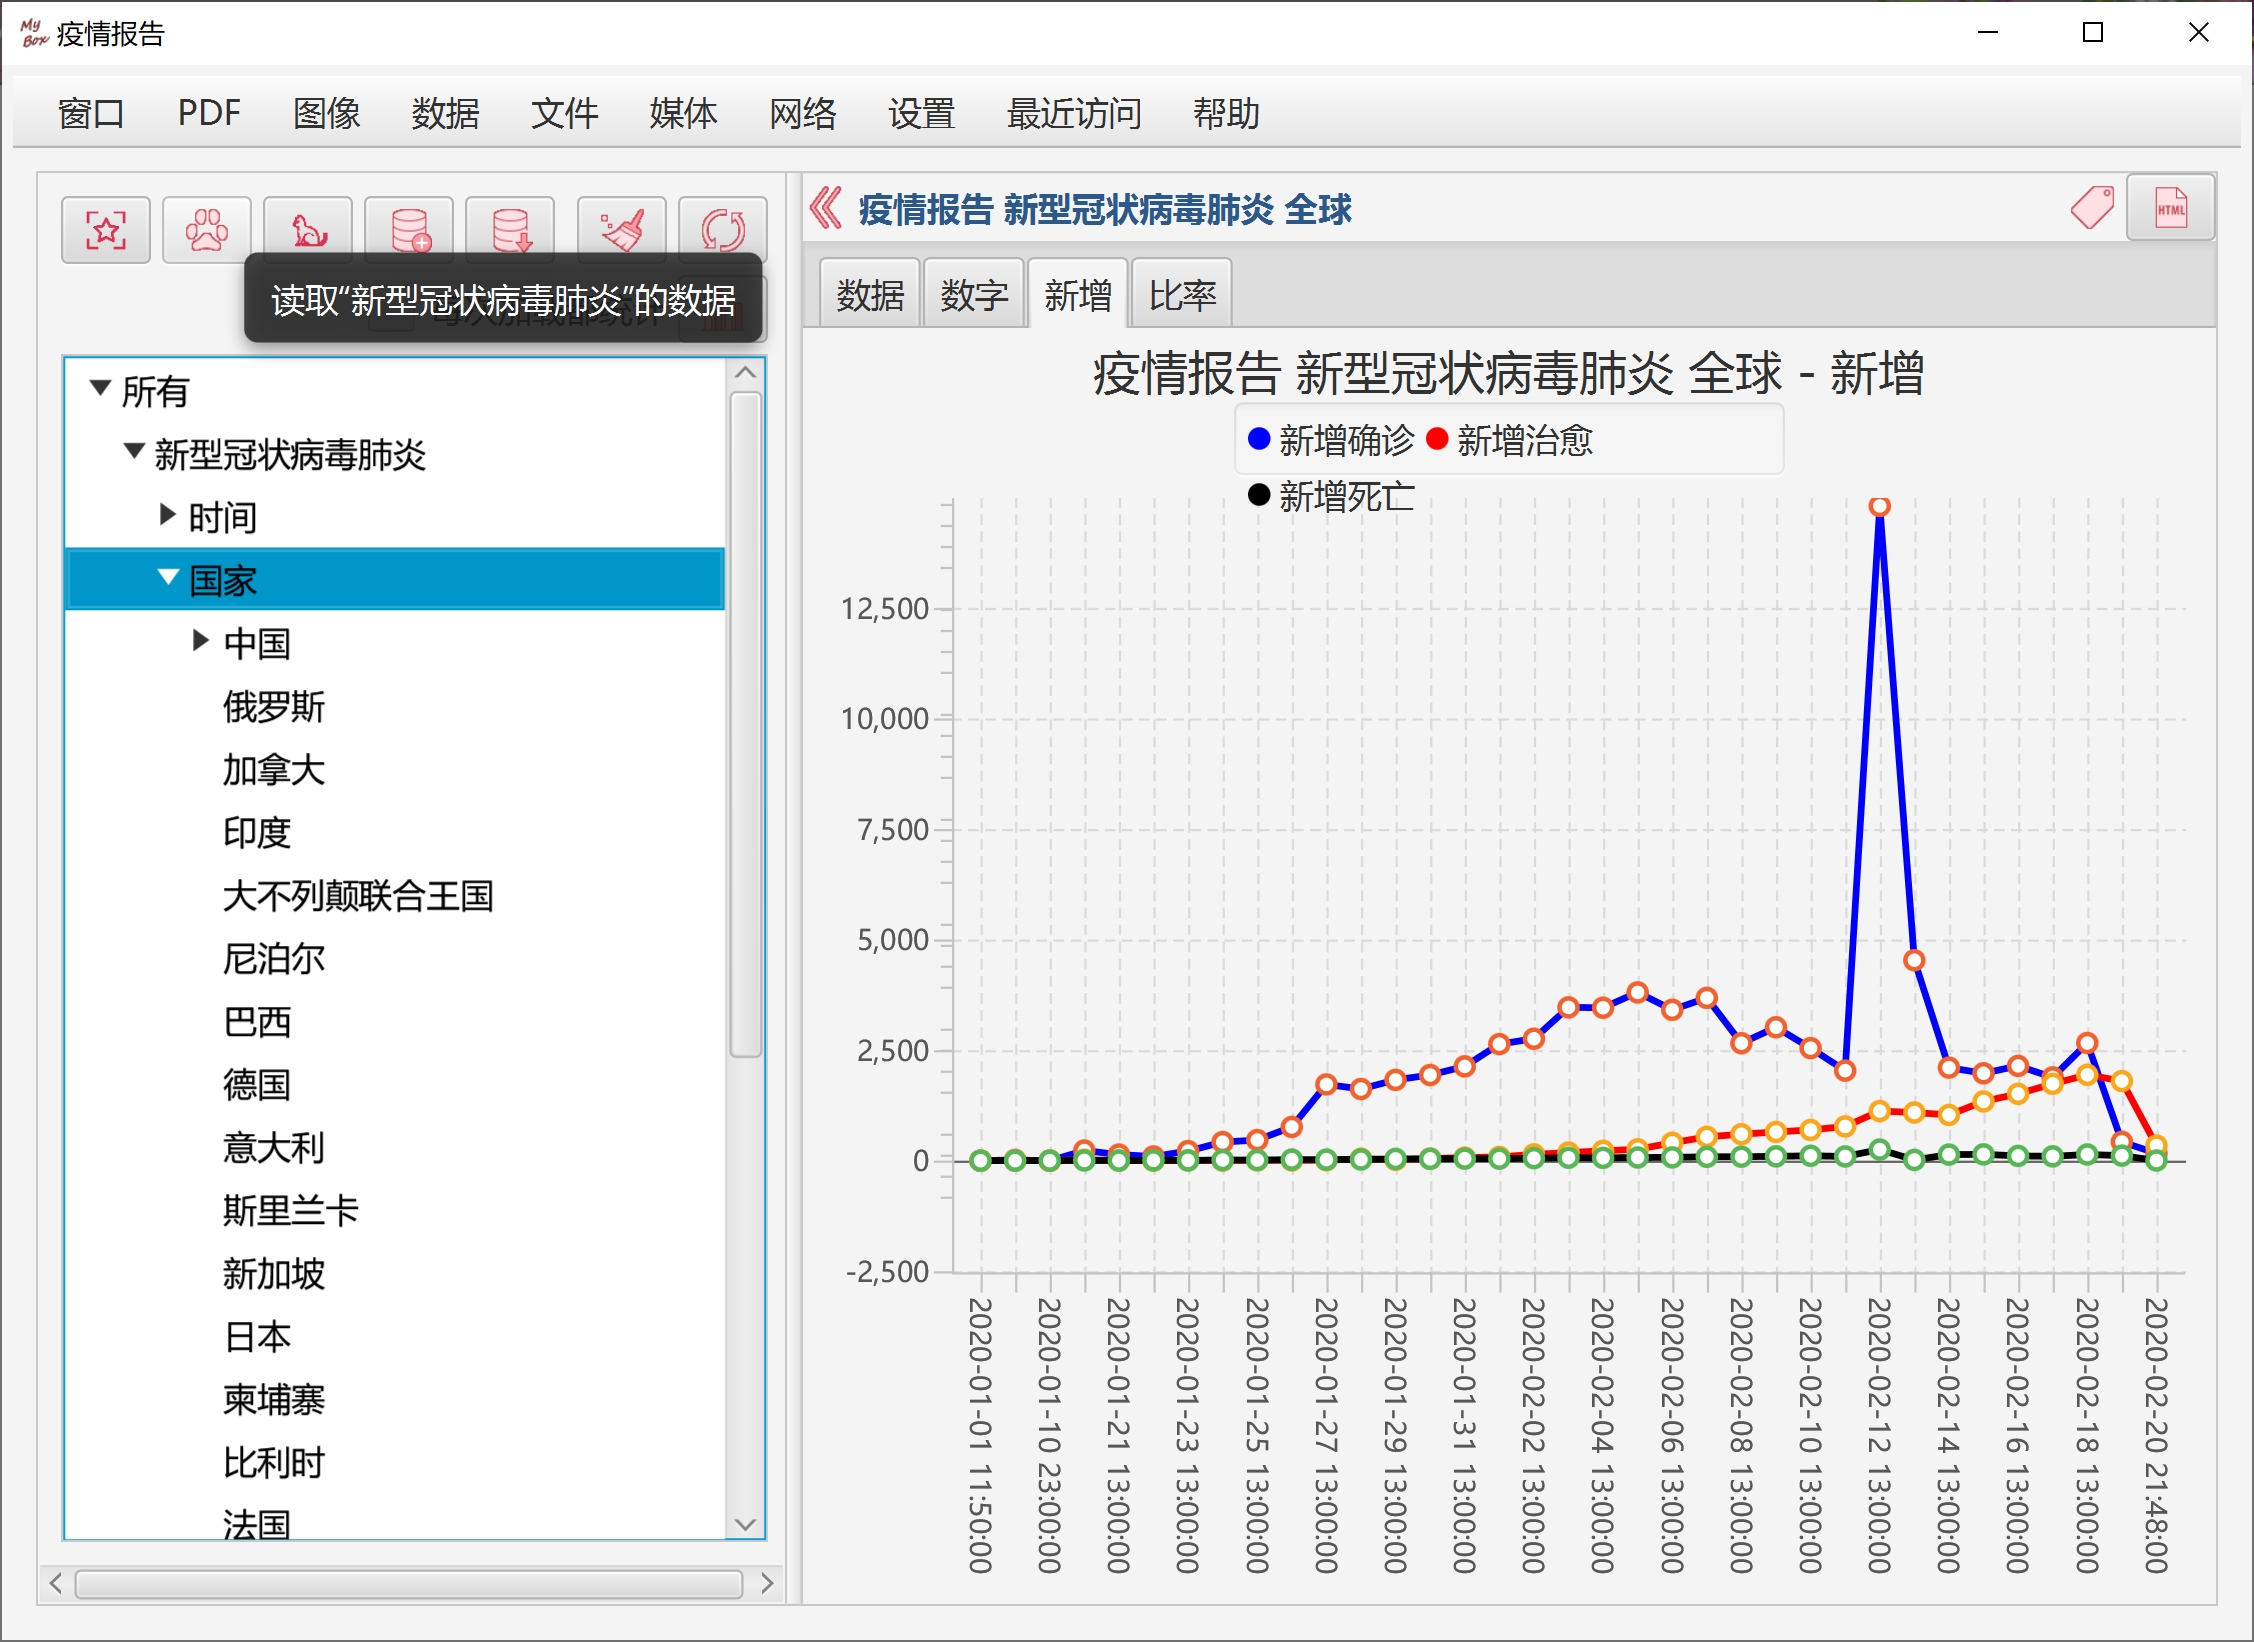 My Box 疫情报告
窗口 PDF 图像 数据 文件 媒体 网络 设置 最近访问 帮助
读取“新型冠状病毒肺炎”的数据
所有
新型冠状病毒肺炎
时间
国家
中国
俄罗斯
加拿大
印度
大不列颠联合王国
尼泊尔
巴西
德国
意大利
斯里兰卡
新加坡
日本
柬埔寨
比利时
法国
疫情报告 新型冠状病毒肺炎 全球
HTML
数据 数字 新增 比率
疫情报告 新型冠状病毒肺炎 全球 - 新增
新增确诊 新增治愈
新增死亡
12,500
10,000
7,500
5,000
2,500
0
-2,500
2020-01-01 11:50:00
2020-01-10 23:00:00
2020-01-21 13:00:00
2020-01-23 13:00:00
2020-01-25 13:00:00
2020-01-27 13:00:00
2020-01-29 13:00:00
2020-01-31 13:00:00
2020-02-02 13:00:00
2020-02-04 13:00:00
2020-02-06 13:00:00
2020-02-08 13:00:00
2020-02-10 13:00:00
2020-02-12 13:00:00
2020-02-14 13:00:00
2020-02-16 13:00:00
2020-02-18 13:00:00
2020-02-20 21:48:00